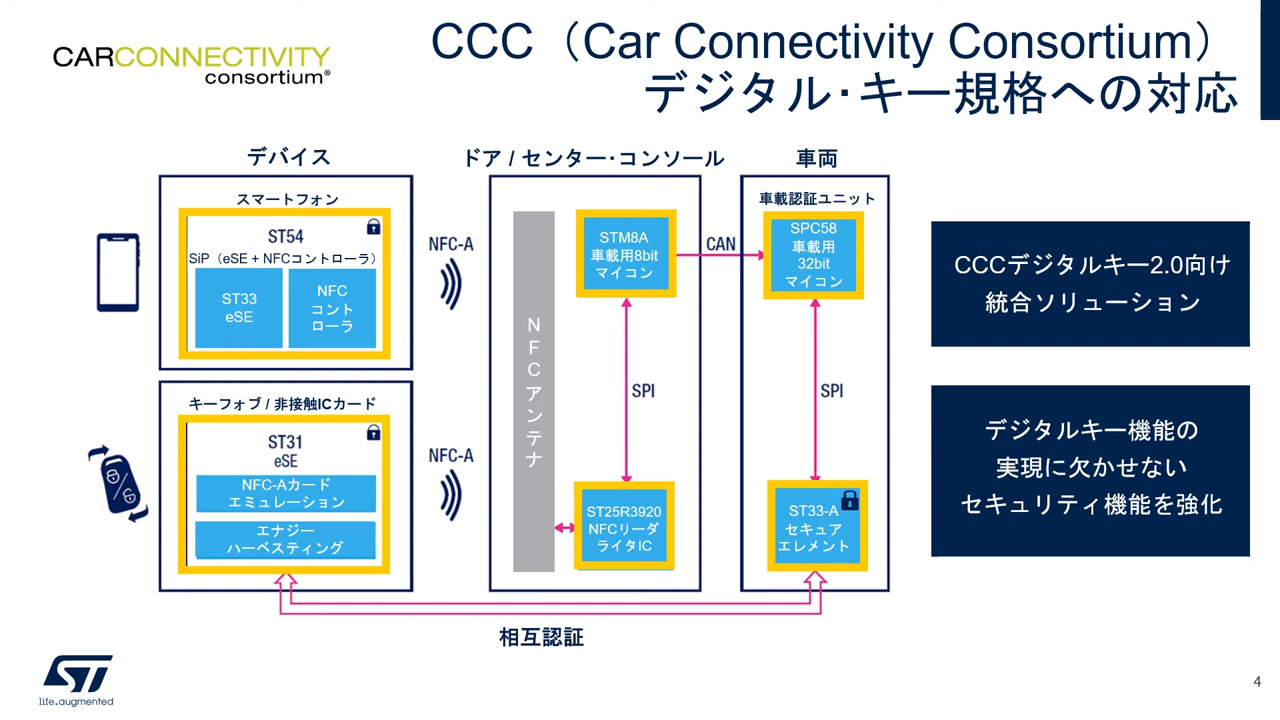 CARCONNECTIVITY
consortium®
CCC（Car Connectivity Consortium）
デジタル・キー規格への対応
デバイス
スマートフォン
ST54
SiP（eSE + NFCコントローラ）
ST33
eSE
NFC
コント
ローラ
キーフォブ / 非接触ICカード
ST31
eSE
NFC-Aカード
エミュレーション
エナジー
ハーベスティング
NFC-A
NFC-A
ドア / センター・コンソール
NFCアンテナ
STM8A
車載用8bit
マイコン
SPI
ST25R3920
NFCリーダ
ライタIC
CAN
車両
車載認証ユニット
SPC58
車載用
32bit
マイコン
SPI
ST33-A
セキュア
エレメント
相互認証
CCCデジタルキー2.0向け
統合ソリューション
デジタルキー機能の
実現に欠かせない
セキュリティ機能を強化
ST
life.augmented
4